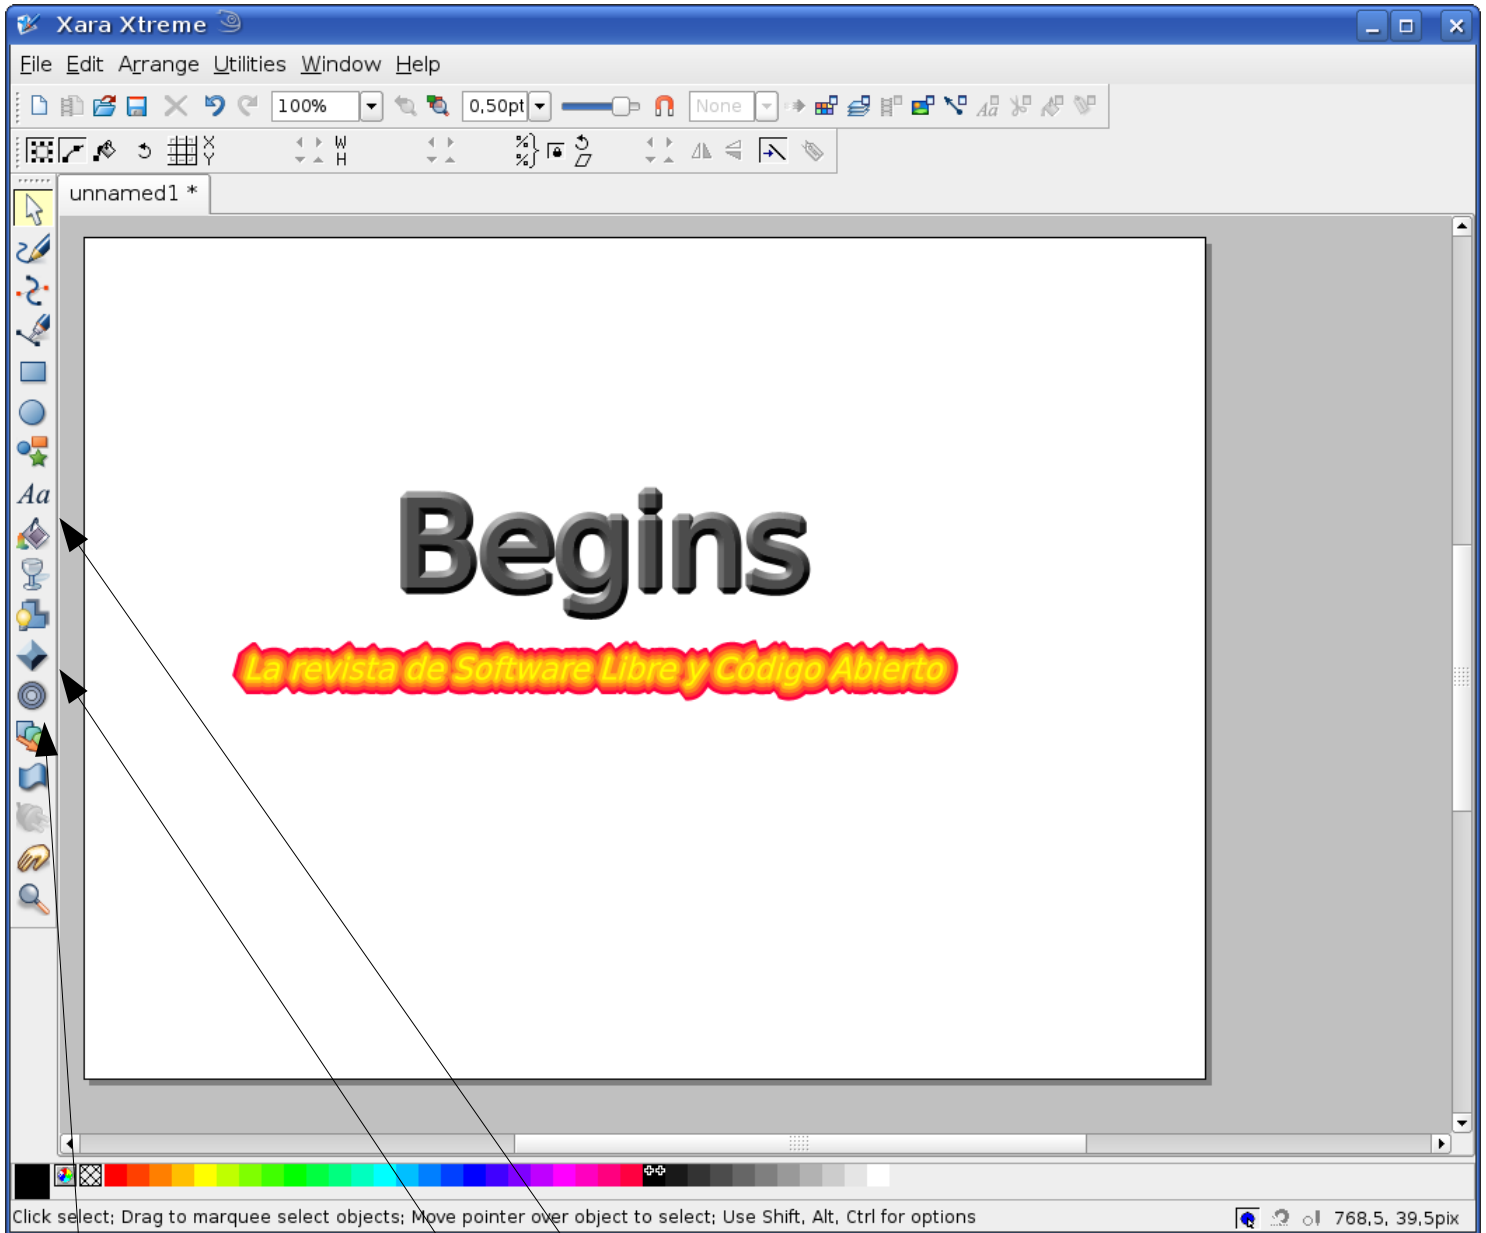 Xara Xtreme
File Edit Arrange Utilities Window Help
100% 0,50pt None Aa
X Y W H % %
unnamed1 *
Aa
Begins
La revista de Software Libre y Código Abierto
Click select; Drag to marquee select objects; Move pointer over object to select; Use Shift, Alt, Ctrl for options
768,5, 39,5pix